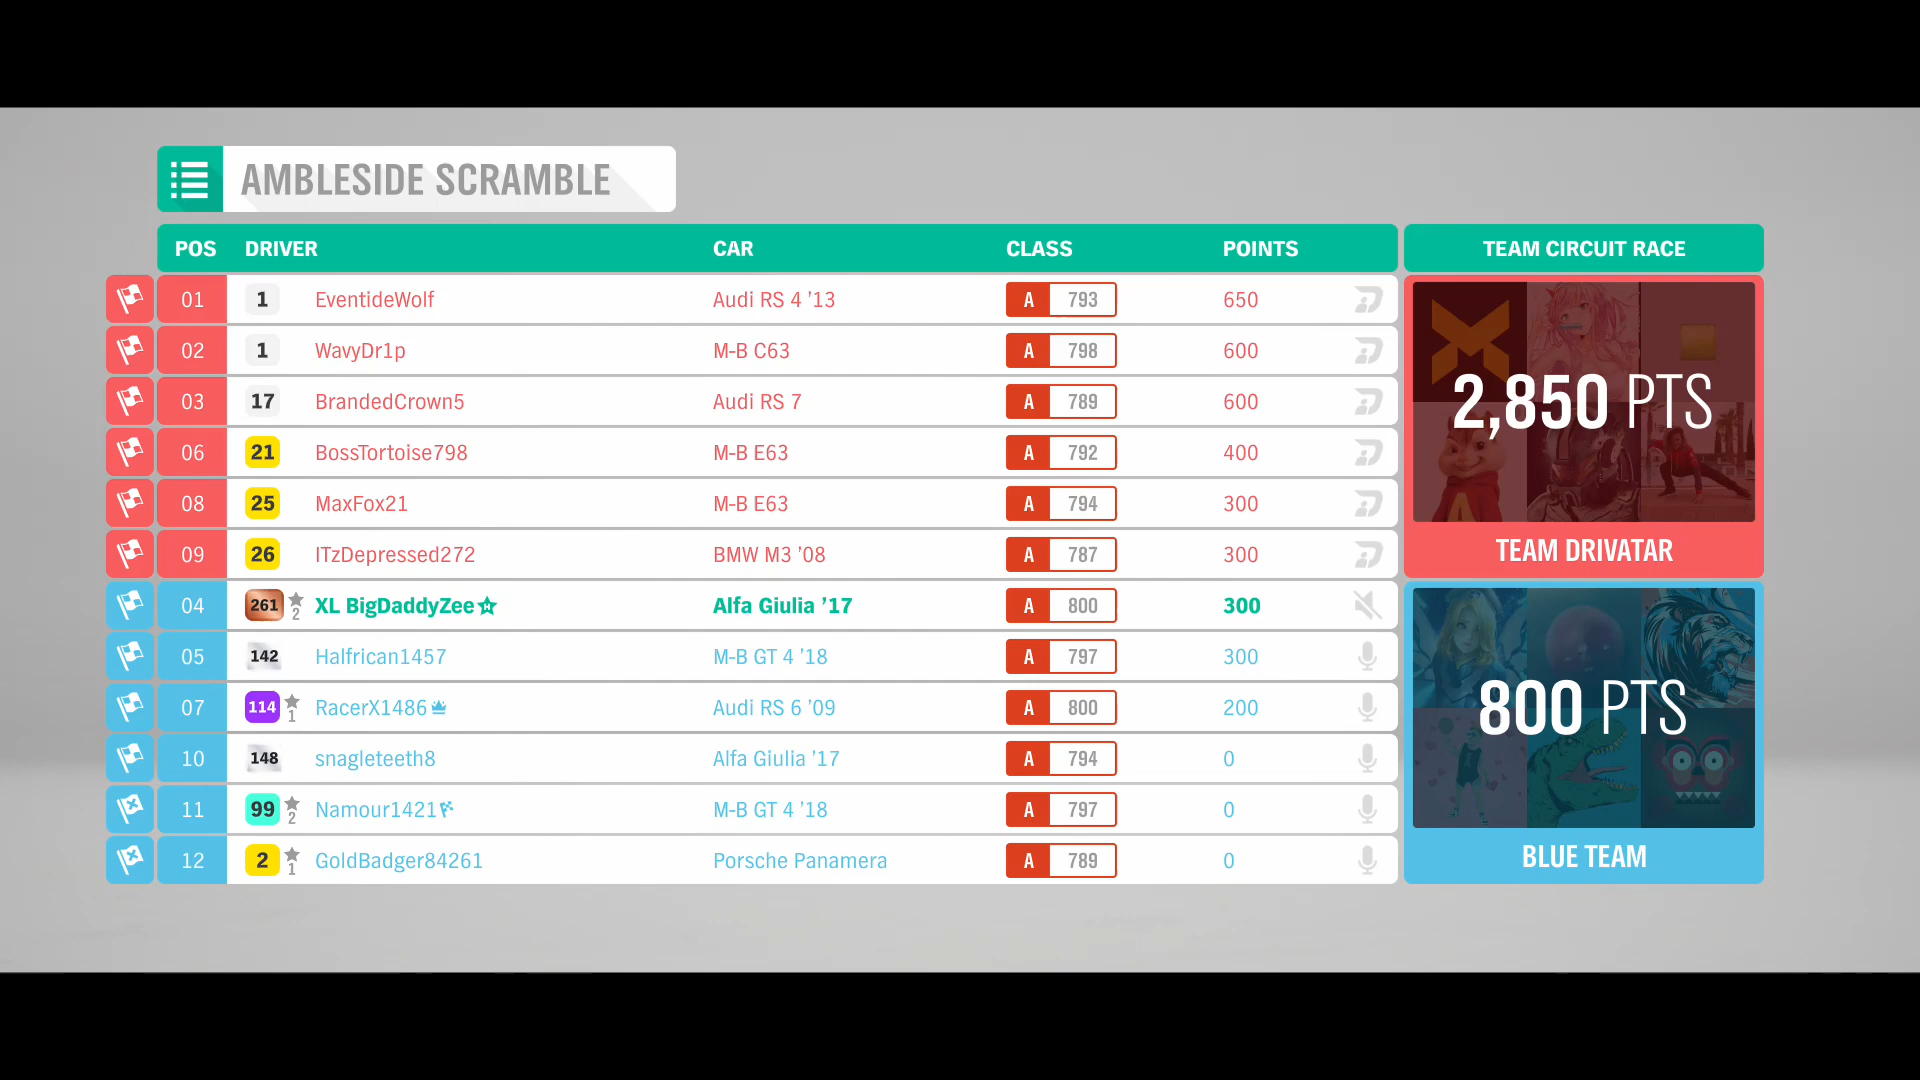 AMBLESIDE SCRAMBLE
POS DRIVER CAR CLASS POINTS TEAM CIRCUIT RACE
01 1 EventideWolf Audi RS 4 ’13 A 793 650
02 1 WavyDr1p M-B C63 A 798 600
03 17 BrandedCrown5 Audi RS 7 A 789 600
06 21 BossTortoise798 M-B E63 A 792 400
08 25 MaxFox21 M-B E63 A 794 300
09 26 ITzDepressed272 BMW M3 ’08 A 787 300
04 261 2 XL BigDaddyZee Alfa Giulia ’17 A 800 300
05 142 Halfrican1457 M-B GT 4 ’18 A 797 300
07 114 1 RacerX1486 Audi RS 6 ’09 A 800 200
10 148 snagleteeth8 Alfa Giulia ’17 A 794 0
11 99 2 Namour1421 M-B GT 4 ’18 A 797 0
12 2 1 GoldBadger84261 Porsche Panamera A 789 0
2,850 PTS
TEAM DRIVATAR
800 PTS
BLUE TEAM